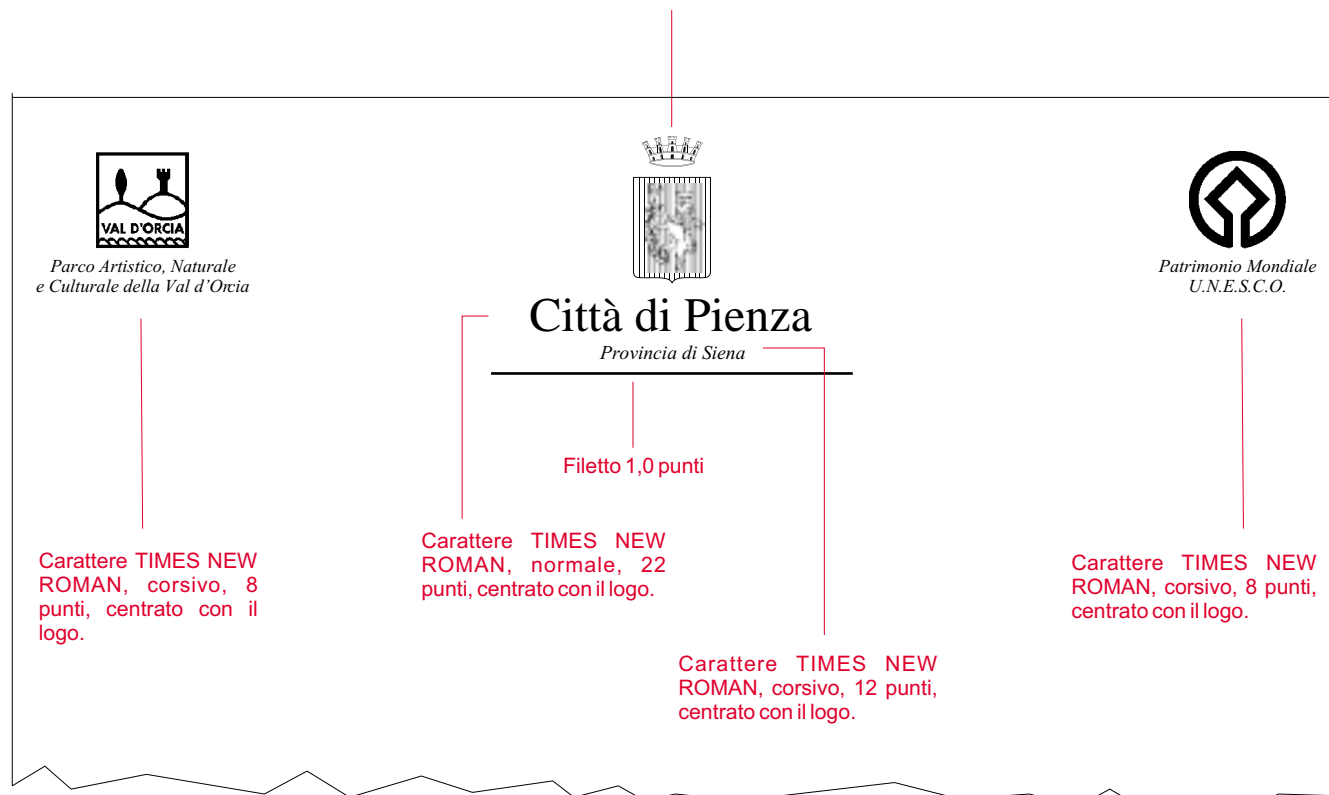 VAL D'ORCIA
Parco Artistico, Naturale
e Culturale della Val d'Orcia
Città di Pienza
Provincia di Siena
Patrimonio Mondiale
U.N.E.S.C.O.
Filetto 1,0 punti
Carattere TIMES NEW
ROMAN, corsivo, 8
punti, centrato con il
logo.
Carattere TIMES NEW
ROMAN, normale, 22
punti, centrato con il logo.
Carattere TIMES NEW
ROMAN, corsivo, 12 punti,
centrato con il logo.
Carattere TIMES NEW
ROMAN, corsivo, 8 punti,
centrato con il logo.